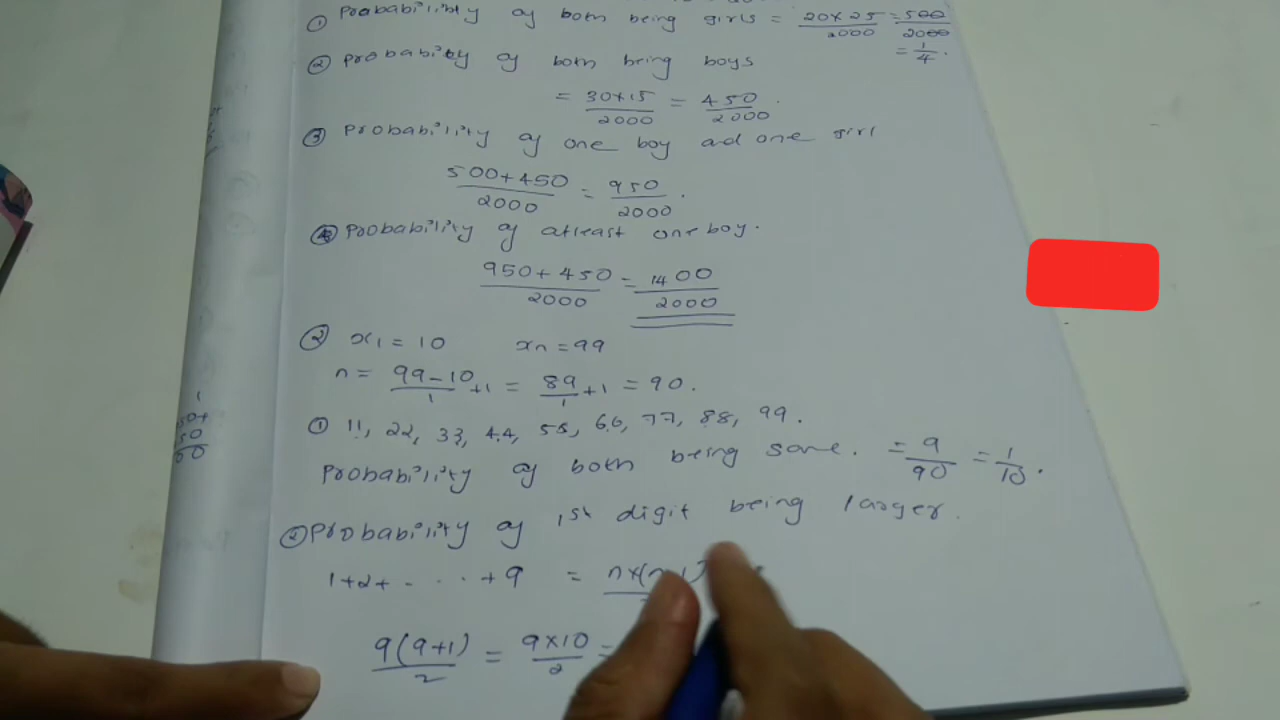 ① Probability of both being girls = 20×25/2000 = 500/2000
= 1/4.
② Probability of both being boys
= 30×15/2000 = 450/2000.
③ Probability of one boy ad one girl
500+450/2000 = 950/2000.
④ Probability of atleast one boy.
950+450/2000 = 1400/2000
② x₁ = 10 xn = 99
n = 99-10/1 +1 = 89/1 +1 = 90.
① 11, 22, 33, 44, 55, 66, 77, 88, 99.
Probability of both being same. = 9/90 = 1/10.
② Probability of 1st digit being larger.
1+2+ - - - +9 =
9(9+1)/2 = 9×10/2 =